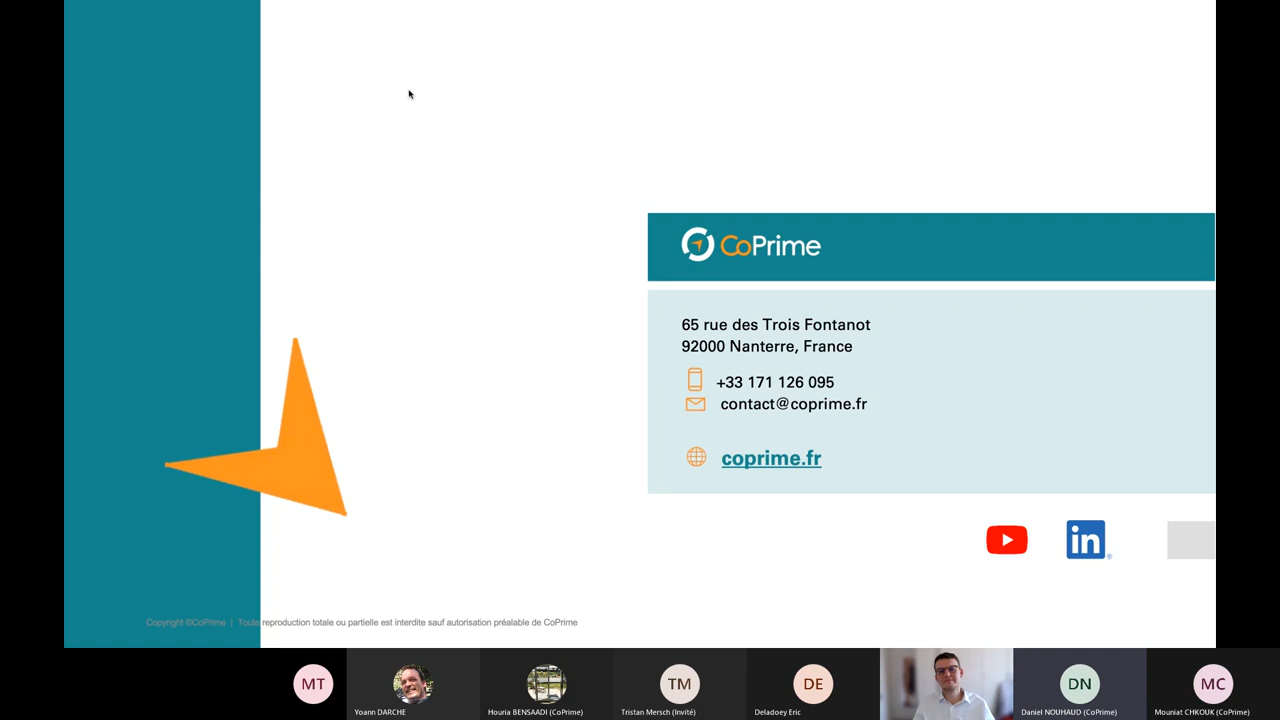 CoPrime
65 rue des Trois Fontanot
92000 Nanterre, France
+33 171 126 095
contact@coprime.fr
coprime.fr
in
®
Copyright ©CoPrime | Toute reproduction totale ou partielle est interdite sauf autorisation préalable de CoPrime
MT
TM
DE
DN
MC
Yoann DARCHE
Houria BENSAADI (CoPrime)
Tristan Mersch (Invité)
Deladoey Eric
Daniel NOUHAUD (CoPrime)
Mouniat CHKOUK (CoPrime)